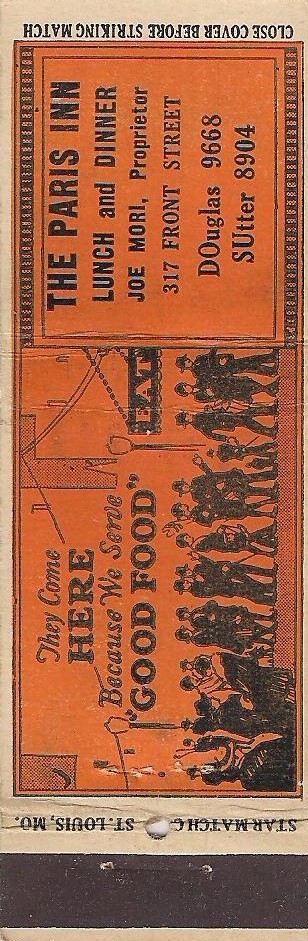 CLOSE COVER BEFORE STRIKING MATCH
THE PARIS INN
LUNCH and DINNER
JOE MORI, Proprietor
317 FRONT STREET
DOuglas 9668
SUtter 8904
They Come
HERE
Because We Serve
"GOOD FOOD"
EAT
STAR MATCH C
ST. LOUIS, MO.